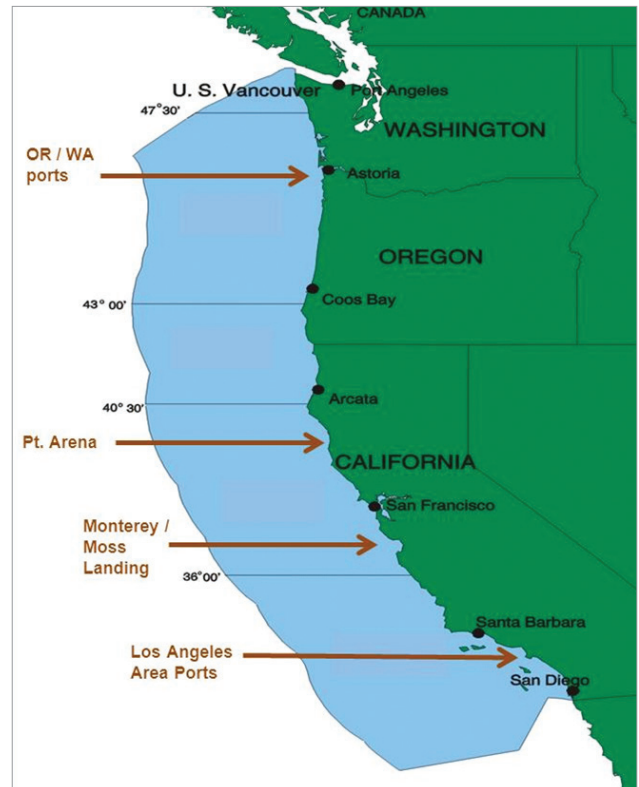 CANADA
U. S. Vancouver
Port Angeles
47°30'
WASHINGTON
OR / WA
ports
Astoria
OREGON
Coos Bay
43° 00'
Arcata
40° 30'
Pt. Arena
CALIFORNIA
San Francisco
Monterey /
Moss
Landing
36°00'
Santa Barbara
Los Angeles
Area Ports
San Diego